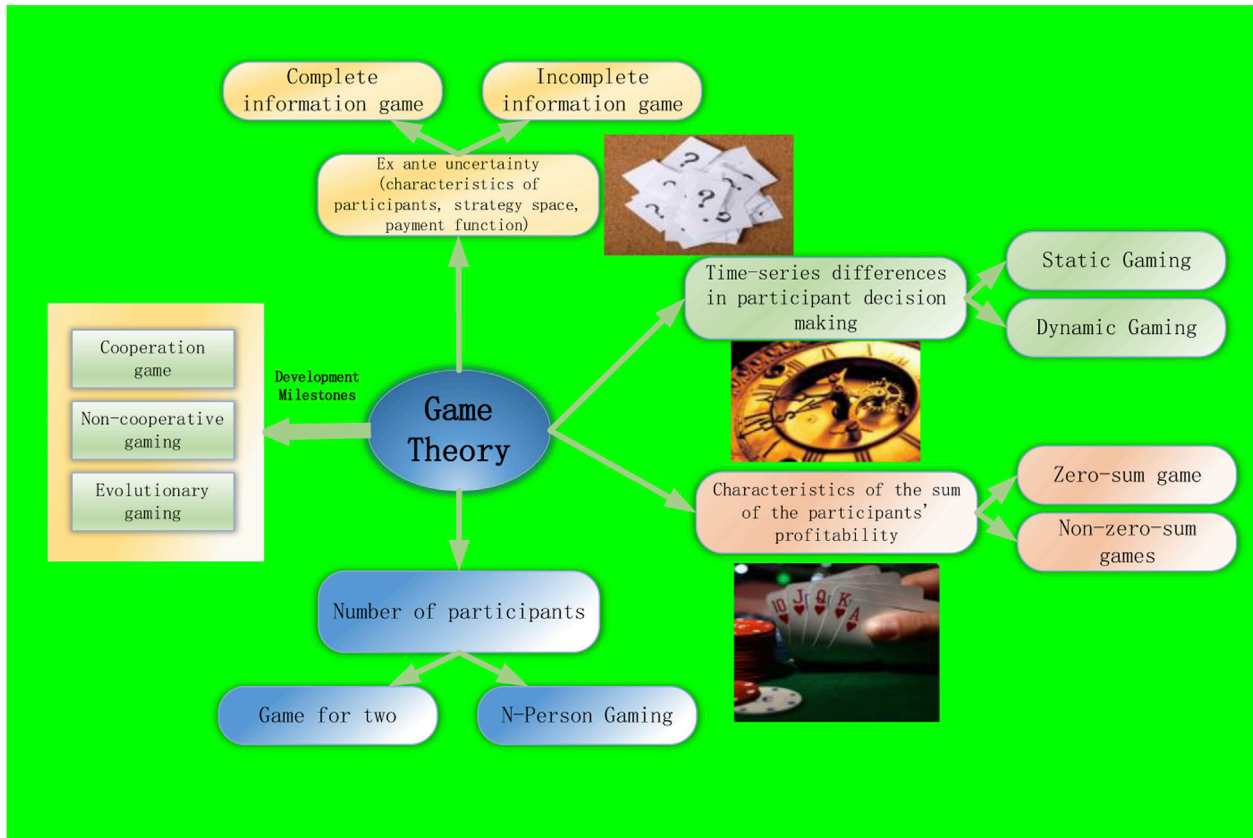 Complete
information game
Incomplete
information game
Ex ante uncertainty
(characteristics of
participants, strategy space,
payment function)
Time-series differences
in participant decision
making
Static Gaming
Dynamic Gaming
Cooperation
game
Non-cooperative
gaming
Evolutionary
gaming
Development
Milestones
Game
Theory
Characteristics of the sum
of the participants'
profitability
Zero-sum game
Non-zero-sum
games
Number of participants
Game for two
N-Person Gaming
10 J Q K A